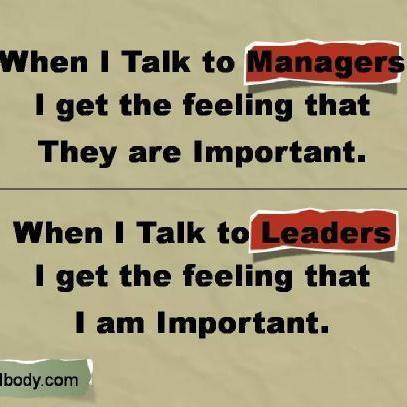 When I Talk to Managers
I get the feeling that
They are Important.
When I Talk to Leaders
I get the feeling that
I am Important.
lbody.com